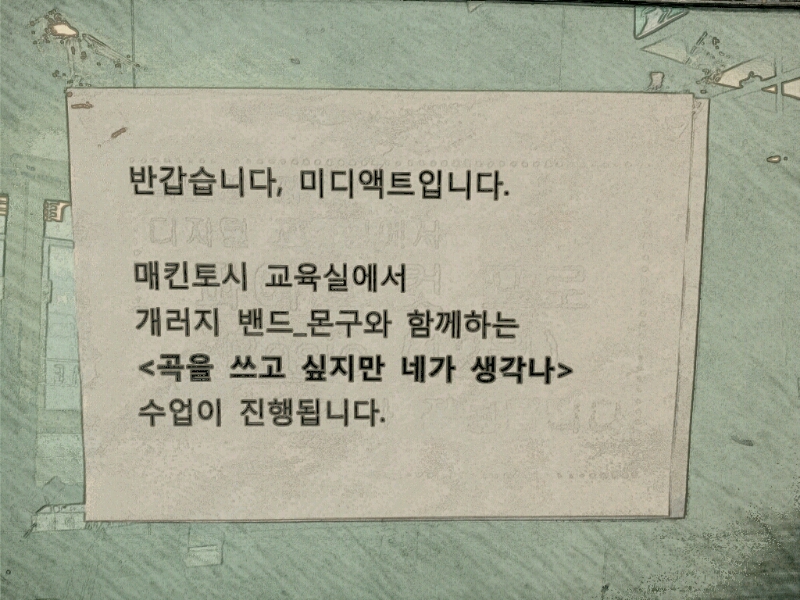 반갑습니다, 미디액트입니다.
매킨토시 교육실에서
개러지 밴드_몬구와 함께하는
<곡을 쓰고 싶지만 네가 생각나>
수업이 진행됩니다.